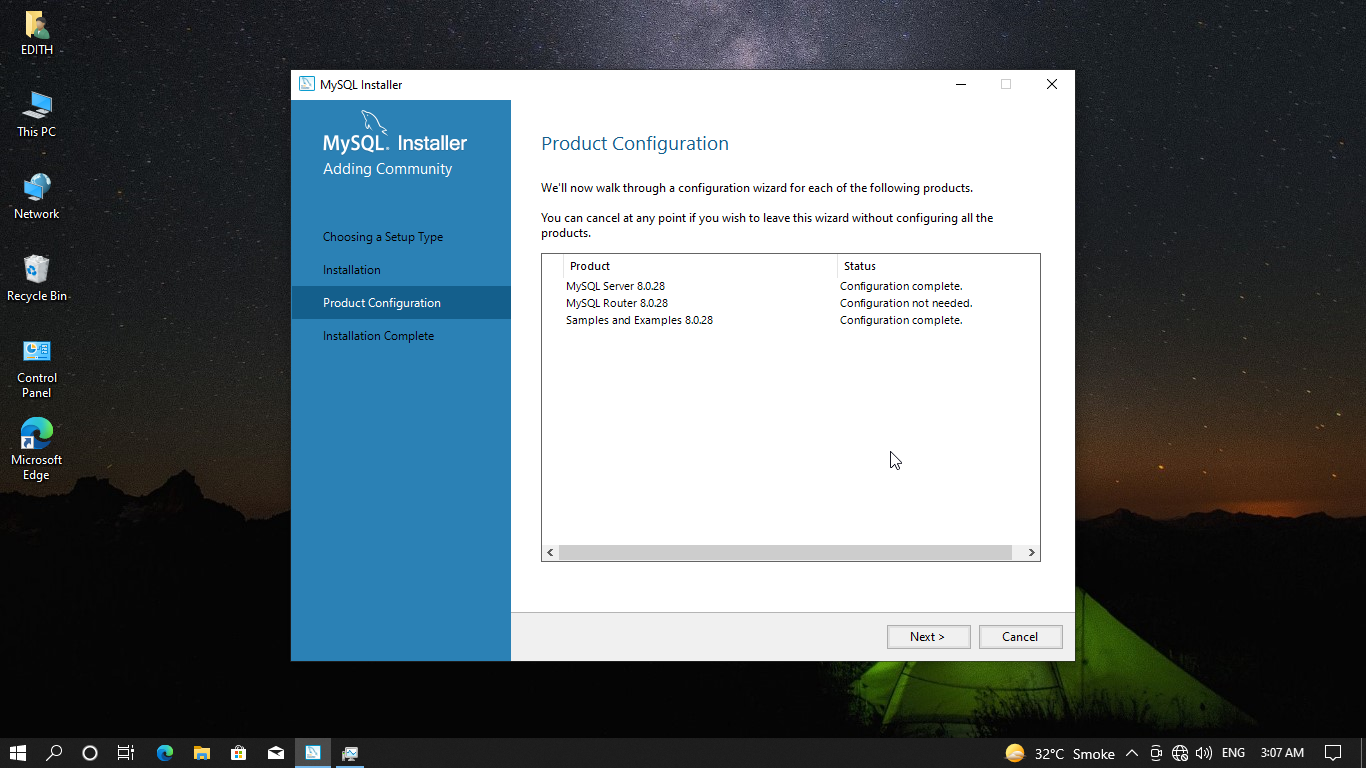 EDITH
This PC
Network
Recycle Bin
Control
Panel
Microsoft
Edge
MySQL Installer
MySQL. Installer
Adding Community
Choosing a Setup Type
Installation
Product Configuration
Installation Complete
Product Configuration
We'll now walk through a configuration wizard for each of the following products.
You can cancel at any point if you wish to leave this wizard without configuring all the
products.
Product Status
MySQL Server 8.0.28 Configuration complete.
MySQL Router 8.0.28 Configuration not needed.
Samples and Examples 8.0.28 Configuration complete.
Next > Cancel
32°C Smoke ENG 3:07 AM